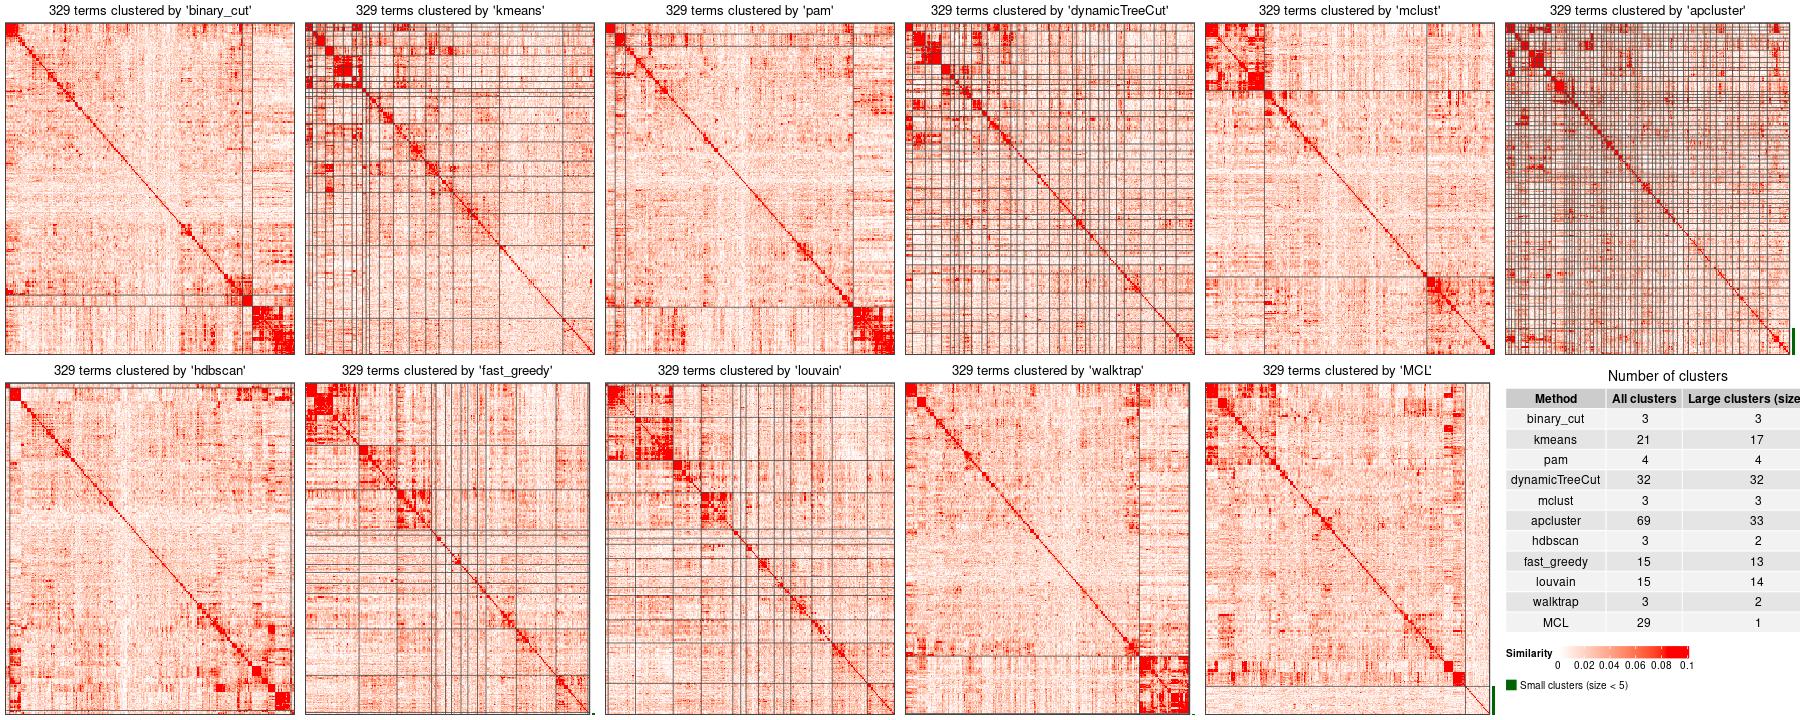 329 terms clustered by 'binary_cut'
329 terms clustered by 'kmeans'
329 terms clustered by 'pam'
329 terms clustered by 'dynamicTreeCut'
329 terms clustered by 'mclust'
329 terms clustered by 'apcluster'
329 terms clustered by 'hdbscan'
329 terms clustered by 'fast_greedy'
329 terms clustered by 'louvain'
329 terms clustered by 'walktrap'
329 terms clustered by 'MCL'
Number of clusters
Method All clusters Large clusters (size
binary_cut 3 3
kmeans 21 17
pam 4 4
dynamicTreeCut 32 32
mclust 3 3
apcluster 69 33
hdbscan 3 2
fast_greedy 15 13
louvain 15 14
walktrap 3 2
MCL 29 1
Similarity
0 0.02 0.04 0.06 0.08 0.1
Small clusters (size < 5)